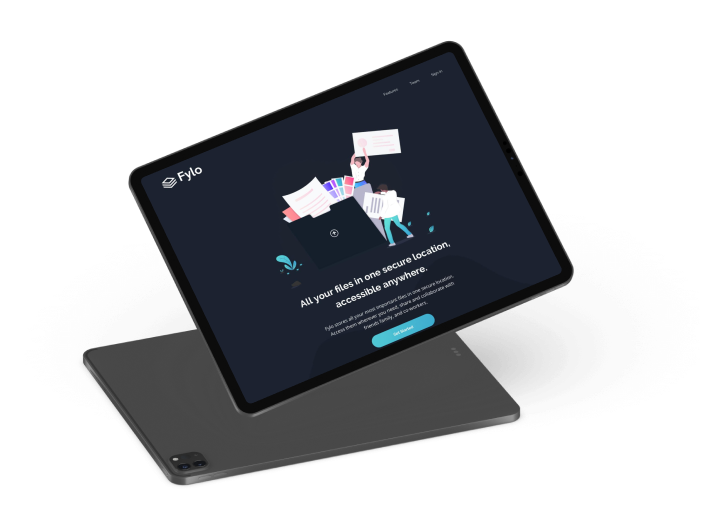 Features
Team
Sign In
Fylo
All your files in one secure location,
accessible anywhere.
Fylo stores all your most important files in one secure location.
Access them wherever you need, share and collaborate with
friends family, and co-workers.
Get Started